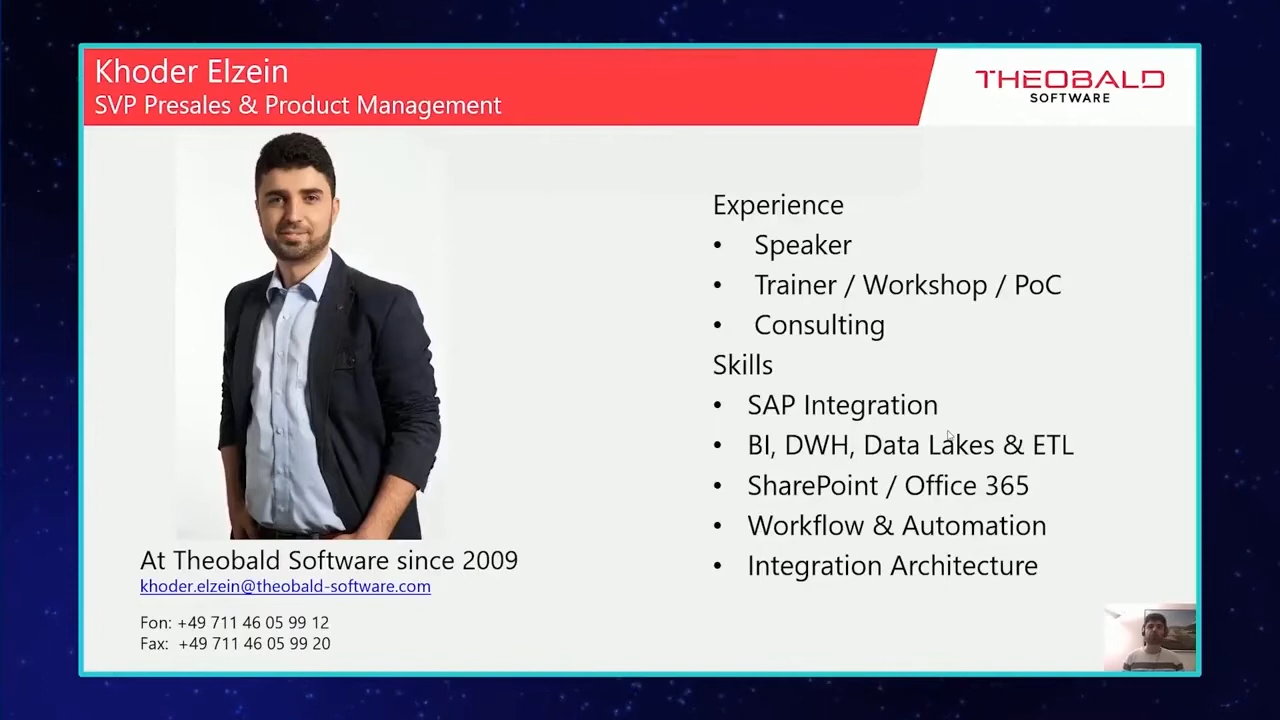 Khoder Elzein
SVP Presales & Product Management
THEOBALD
SOFTWARE
Experience
• Speaker
• Trainer / Workshop / PoC
• Consulting
Skills
• SAP Integration
• BI, DWH, Data Lakes & ETL
• SharePoint / Office 365
• Workflow & Automation
• Integration Architecture
At Theobald Software since 2009
khoder.elzein@theobald-software.com
Fon: +49 711 46 05 99 12
Fax: +49 711 46 05 99 20